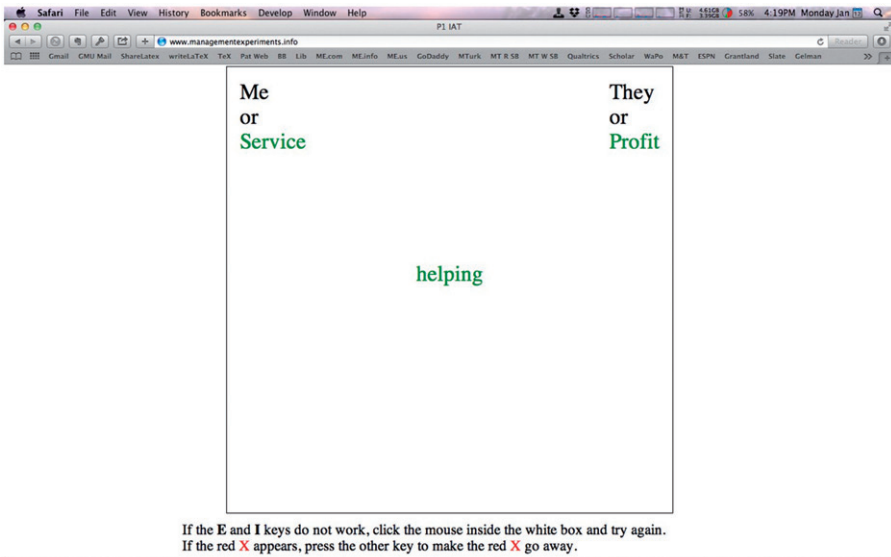 Safari File Edit View History Bookmarks Develop Window Help 58% 4:19PM Monday Jan
P1 IAT
www.managementexperiments.info Reader
Gmail GMU Mail ShareLatex writeLaTeX TeX Pat Web BB Lib ME.com ME.info ME.us GoDaddy MTurk MT R SB MT W SB Qualtrics Scholar WaPo M&T ESPN Grantland Slate Gelman
Me They
or or
Service Profit
helping
If the E and I keys do not work, click the mouse inside the white box and try again.
If the red X appears, press the other key to make the red X go away.